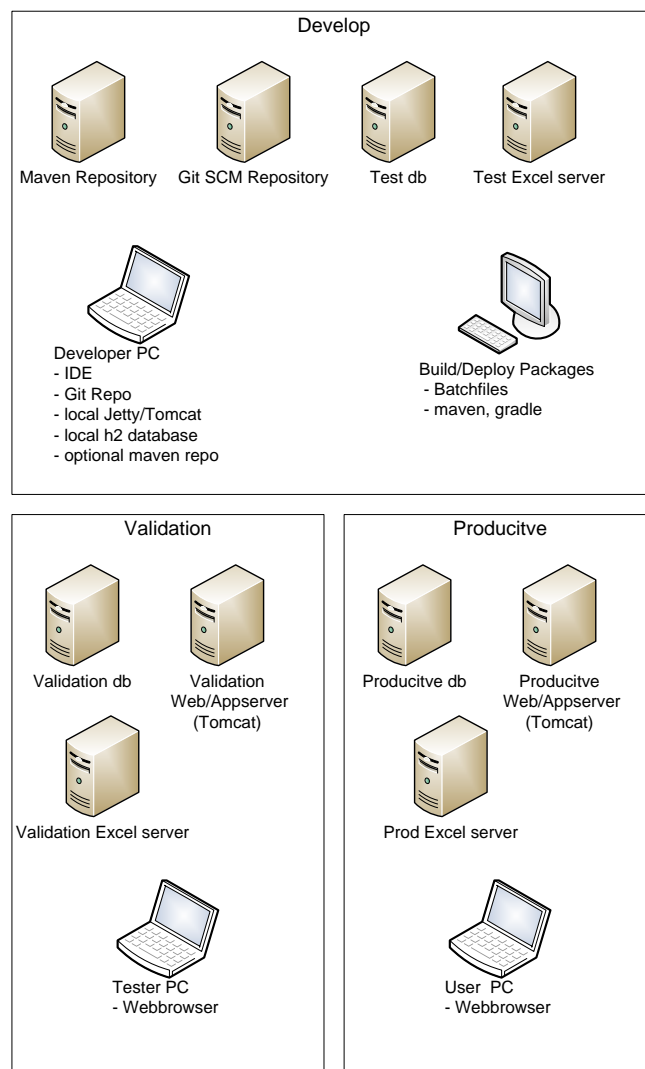 Develop
Maven Repository
Git SCM Repository
Test db
Test Excel server
Developer PC
- IDE
- Git Repo
- local Jetty/Tomcat
- local h2 database
- optional maven repo
Build/Deploy Packages
- Batchfiles
- maven, gradle
Validation
Validation db
Validation
Web/Appserver
(Tomcat)
Validation Excel server
Tester PC
- Webbrowser
Producitve
Producitve db
Producitve
Web/Appserver
(Tomcat)
Prod Excel server
User  PC
- Webbrowser